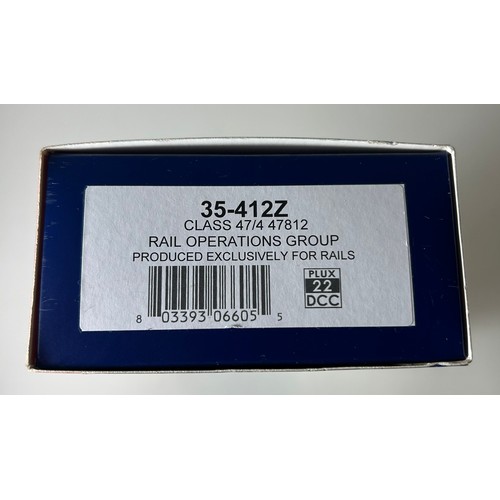 35-412Z
CLASS 47/4 47812
RAIL OPERATIONS GROUP
PRODUCED EXCLUSIVELY FOR RAILS
PLUX
22
DCC
8 03393 06605 5